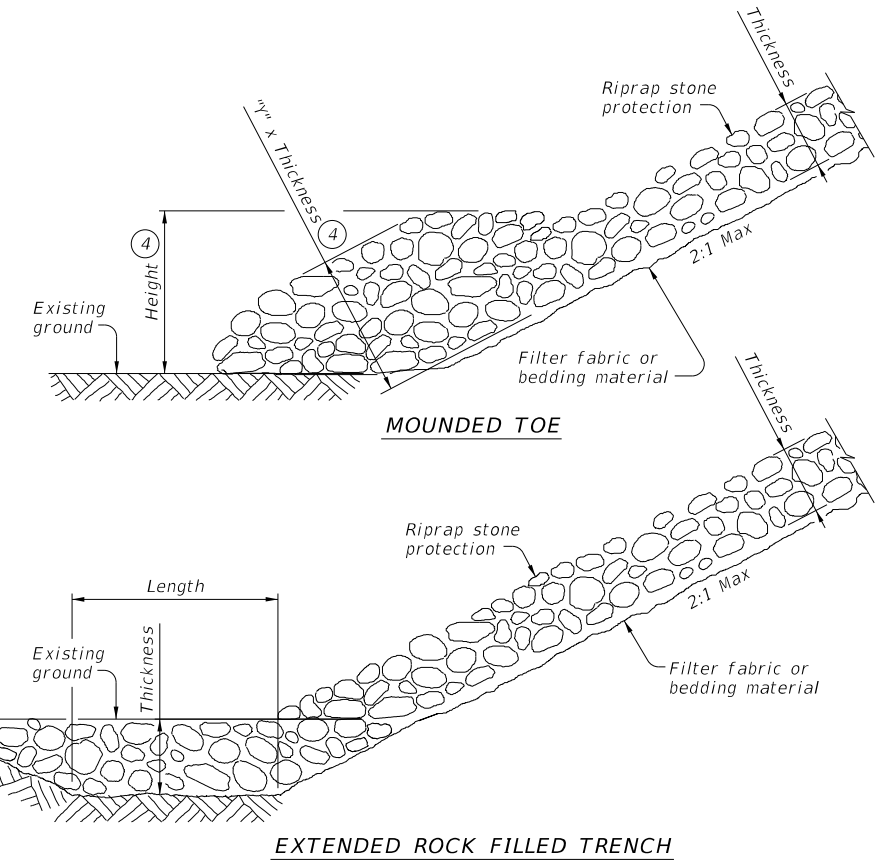 Thickness
Riprap stone
protection
"Y" x Thickness
4
4
Height
2:1 Max
Existing
ground
Filter fabric or
bedding material
MOUNDED TOE
Thickness
Riprap stone
protection
Length
2:1 Max
Existing
ground
Thickness
Filter fabric or
bedding material
EXTENDED ROCK FILLED TRENCH